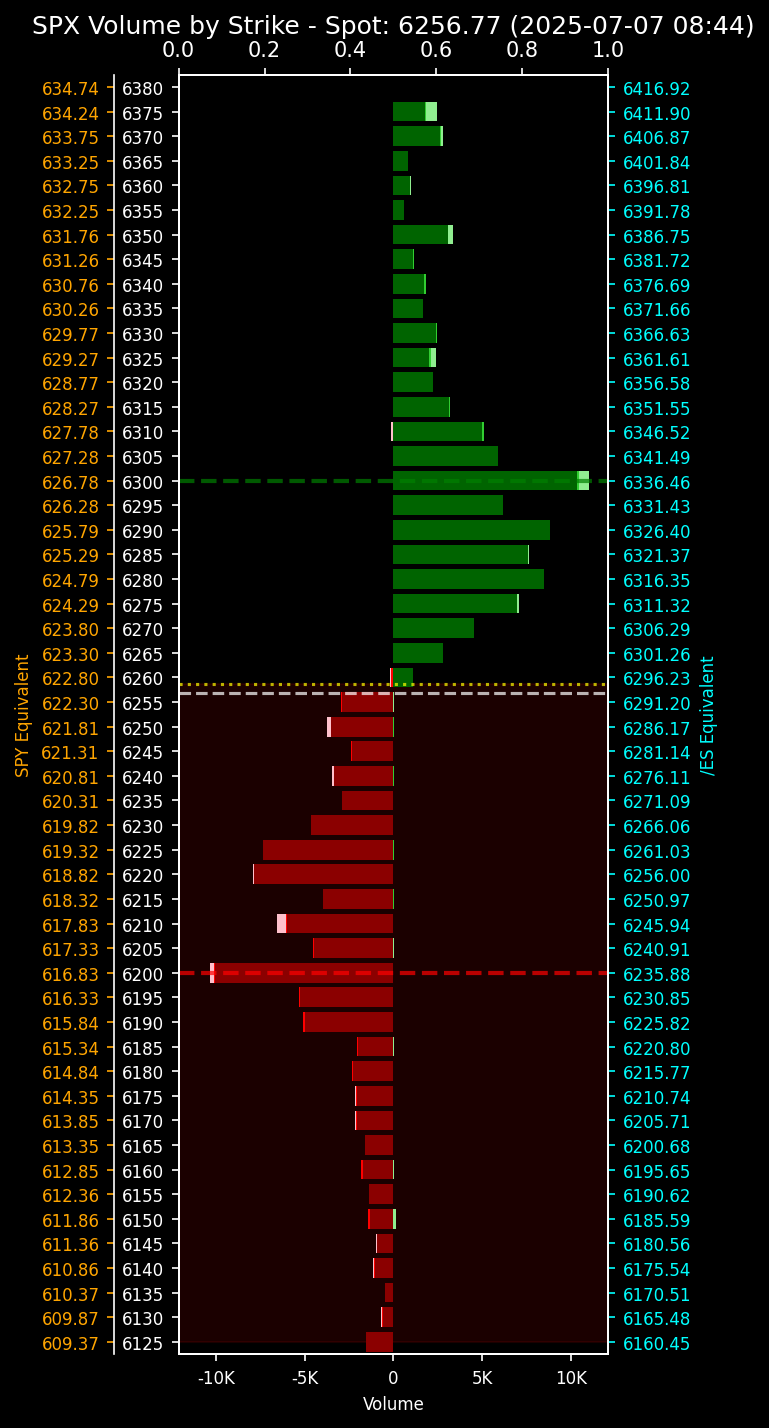 SPX Volume by Strike - Spot: 6256.77 (2025-07-07 08:44)
0.0 0.2 0.4 0.6 0.8 1.0
634.74 6380 6416.92
634.24 6375 6411.90
633.75 6370 6406.87
633.25 6365 6401.84
632.75 6360 6396.81
632.25 6355 6391.78
631.76 6350 6386.75
631.26 6345 6381.72
630.76 6340 6376.69
630.26 6335 6371.66
629.77 6330 6366.63
629.27 6325 6361.61
628.77 6320 6356.58
628.27 6315 6351.55
627.78 6310 6346.52
627.28 6305 6341.49
626.78 6300 6336.46
626.28 6295 6331.43
625.79 6290 6326.40
625.29 6285 6321.37
624.79 6280 6316.35
624.29 6275 6311.32
623.80 6270 6306.29
623.30 6265 6301.26
622.80 6260 6296.23
622.30 6255 6291.20
621.81 6250 6286.17
621.31 6245 6281.14
620.81 6240 6276.11
620.31 6235 6271.09
619.82 6230 6266.06
619.32 6225 6261.03
618.82 6220 6256.00
618.32 6215 6250.97
617.83 6210 6245.94
617.33 6205 6240.91
616.83 6200 6235.88
616.33 6195 6230.85
615.84 6190 6225.82
615.34 6185 6220.80
614.84 6180 6215.77
614.35 6175 6210.74
613.85 6170 6205.71
613.35 6165 6200.68
612.85 6160 6195.65
612.36 6155 6190.62
611.86 6150 6185.59
611.36 6145 6180.56
610.86 6140 6175.54
610.37 6135 6170.51
609.87 6130 6165.48
609.37 6125 6160.45
SPY Equivalent
/ES Equivalent
-10K -5K 0 5K 10K
Volume